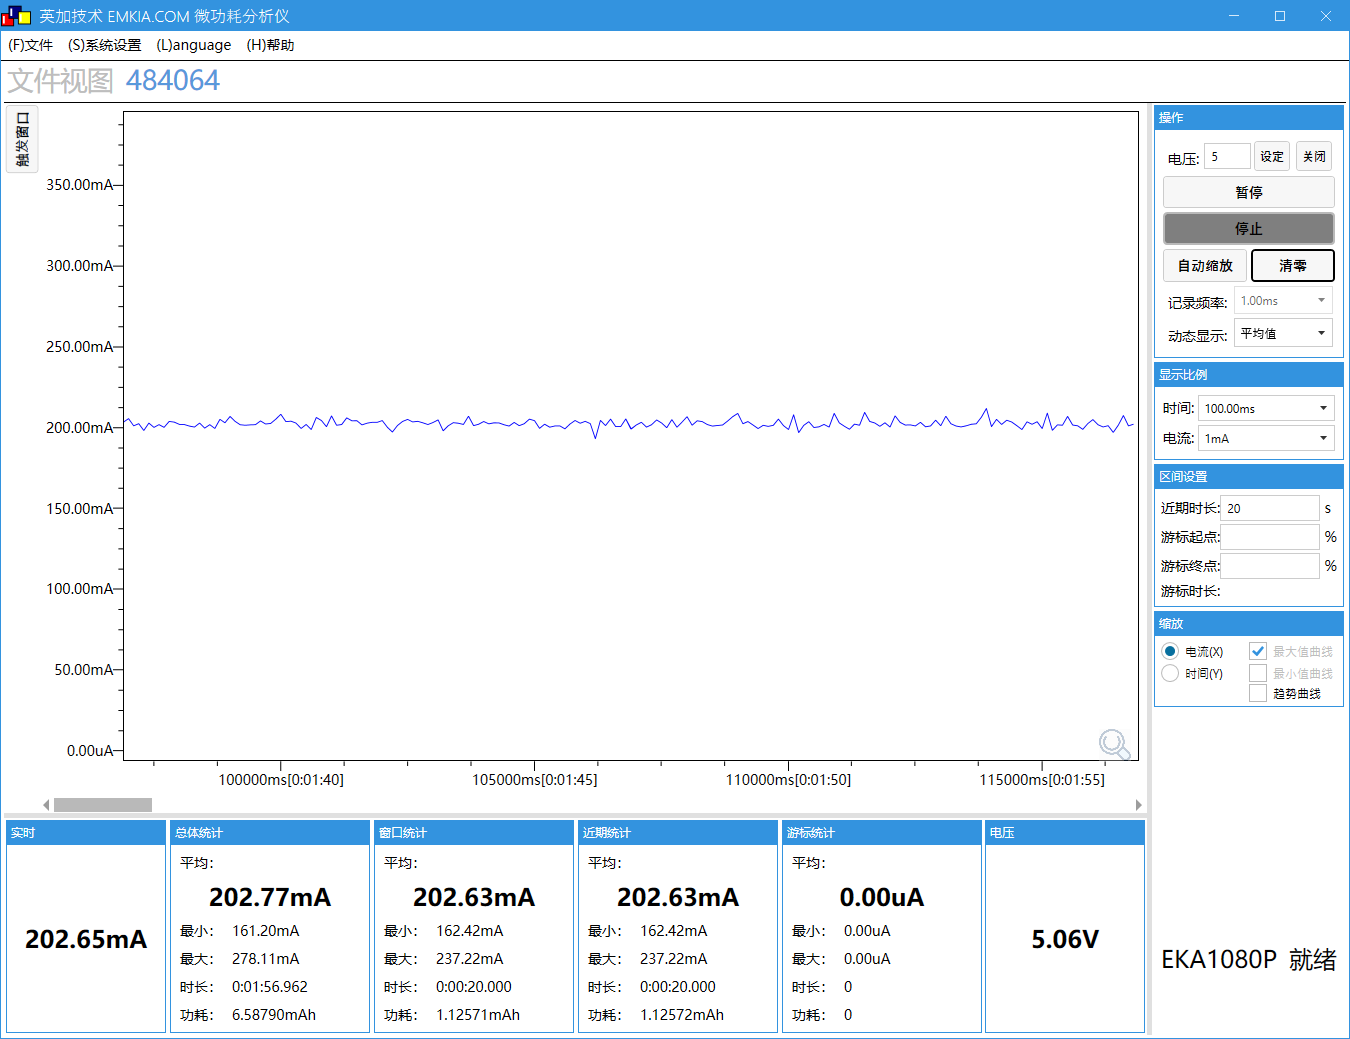 英加技术 EMKIA.COM 微功耗分析仪
(F)文件 (S)系统设置 (L)anguage (H)帮助
文件视图 484064
触发窗口
350.00mA
300.00mA
250.00mA
200.00mA
150.00mA
100.00mA
50.00mA
0.00uA
100000ms[0:01:40] 105000ms[0:01:45] 110000ms[0:01:50] 115000ms[0:01:55]
操作
电压: 5 设定 关闭
暂停
停止
自动缩放 清零
记录频率: 1.00ms
动态显示: 平均值
显示比例
时间: 100.00ms
电流: 1mA
区间设置
近期时长: 20 s
游标起点: %
游标终点: %
游标时长:
缩放
电流(X) 最大值曲线
时间(Y) 最小值曲线
趋势曲线
实时
202.65mA
总体统计
平均:
202.77mA
最小: 161.20mA
最大: 278.11mA
时长: 0:01:56.962
功耗: 6.58790mAh
窗口统计
平均:
202.63mA
最小: 162.42mA
最大: 237.22mA
时长: 0:00:20.000
功耗: 1.12571mAh
近期统计
平均:
202.63mA
最小: 162.42mA
最大: 237.22mA
时长: 0:00:20.000
功耗: 1.12572mAh
游标统计
平均:
0.00uA
最小: 0.00uA
最大: 0.00uA
时长: 0
功耗: 0
电压
5.06V
EKA1080P 就绪